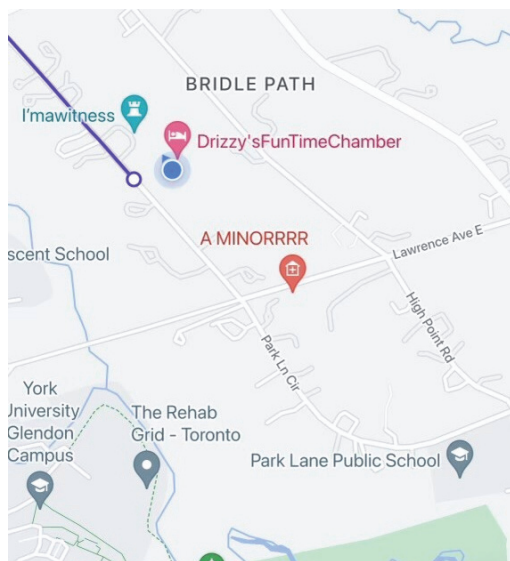 BRIDLE PATH
I'mawitness
Drizzy'sFunTimeChamber
A MINORRRR
Lawrence Ave E
scent School
High Point Rd
Park Ln Cir
York
University
Glendon
Campus
The Rehab
Grid - Toronto
Park Lane Public School